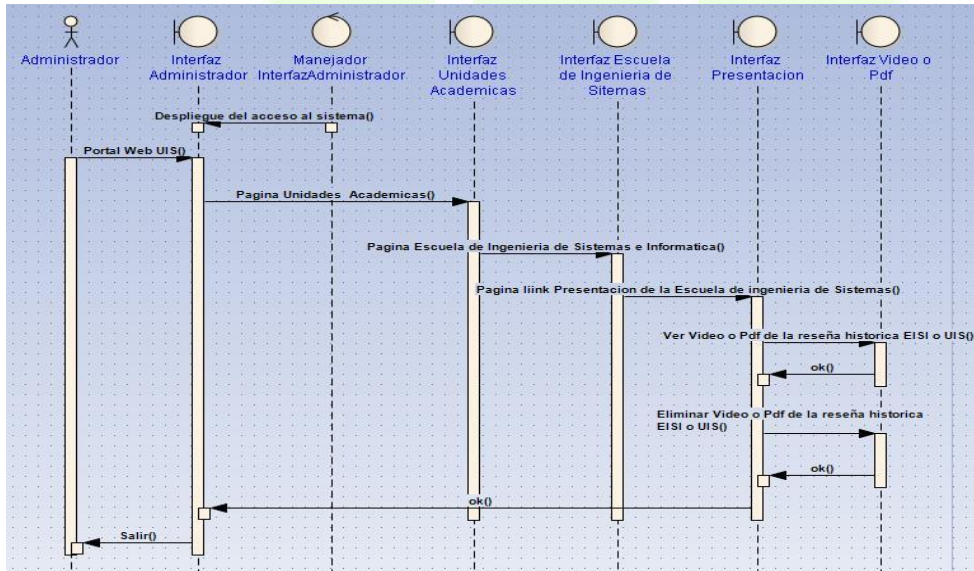 Administrador
Interfaz
Administrador
Manejador
InterfazAdministrador
Interfaz
Unidades
Academicas
Interfaz Escuela
de Ingenieria de
Sitemas
Interfaz
Presentacion
Interfaz Video o
Pdf
Despliegue del acceso al sistema()
Portal Web UIS()
Pagina Unidades Academicas()
Pagina Escuela de Ingenieria de Sistemas e Informatica()
Pagina liink Presentacion de la Escuela de ingenieria de Sistemas()
Ver Video o Pdf de la reseña historica EISI o UIS()
ok()
Eliminar Video o Pdf de la reseña historica
EISI o UIS()
ok()
ok()
Salir()